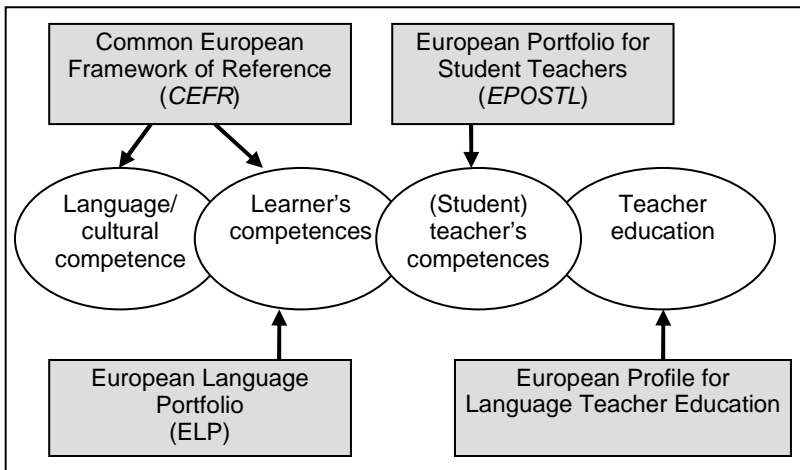 Common European
Framework of Reference
(CEFR)
European Portfolio for
Student Teachers
(EPOSTL)
Language/
cultural
competence
Learner's
competences
(Student)
teacher's
competences
Teacher
education
European Language
Portfolio
(ELP)
European Profile for
Language Teacher Education